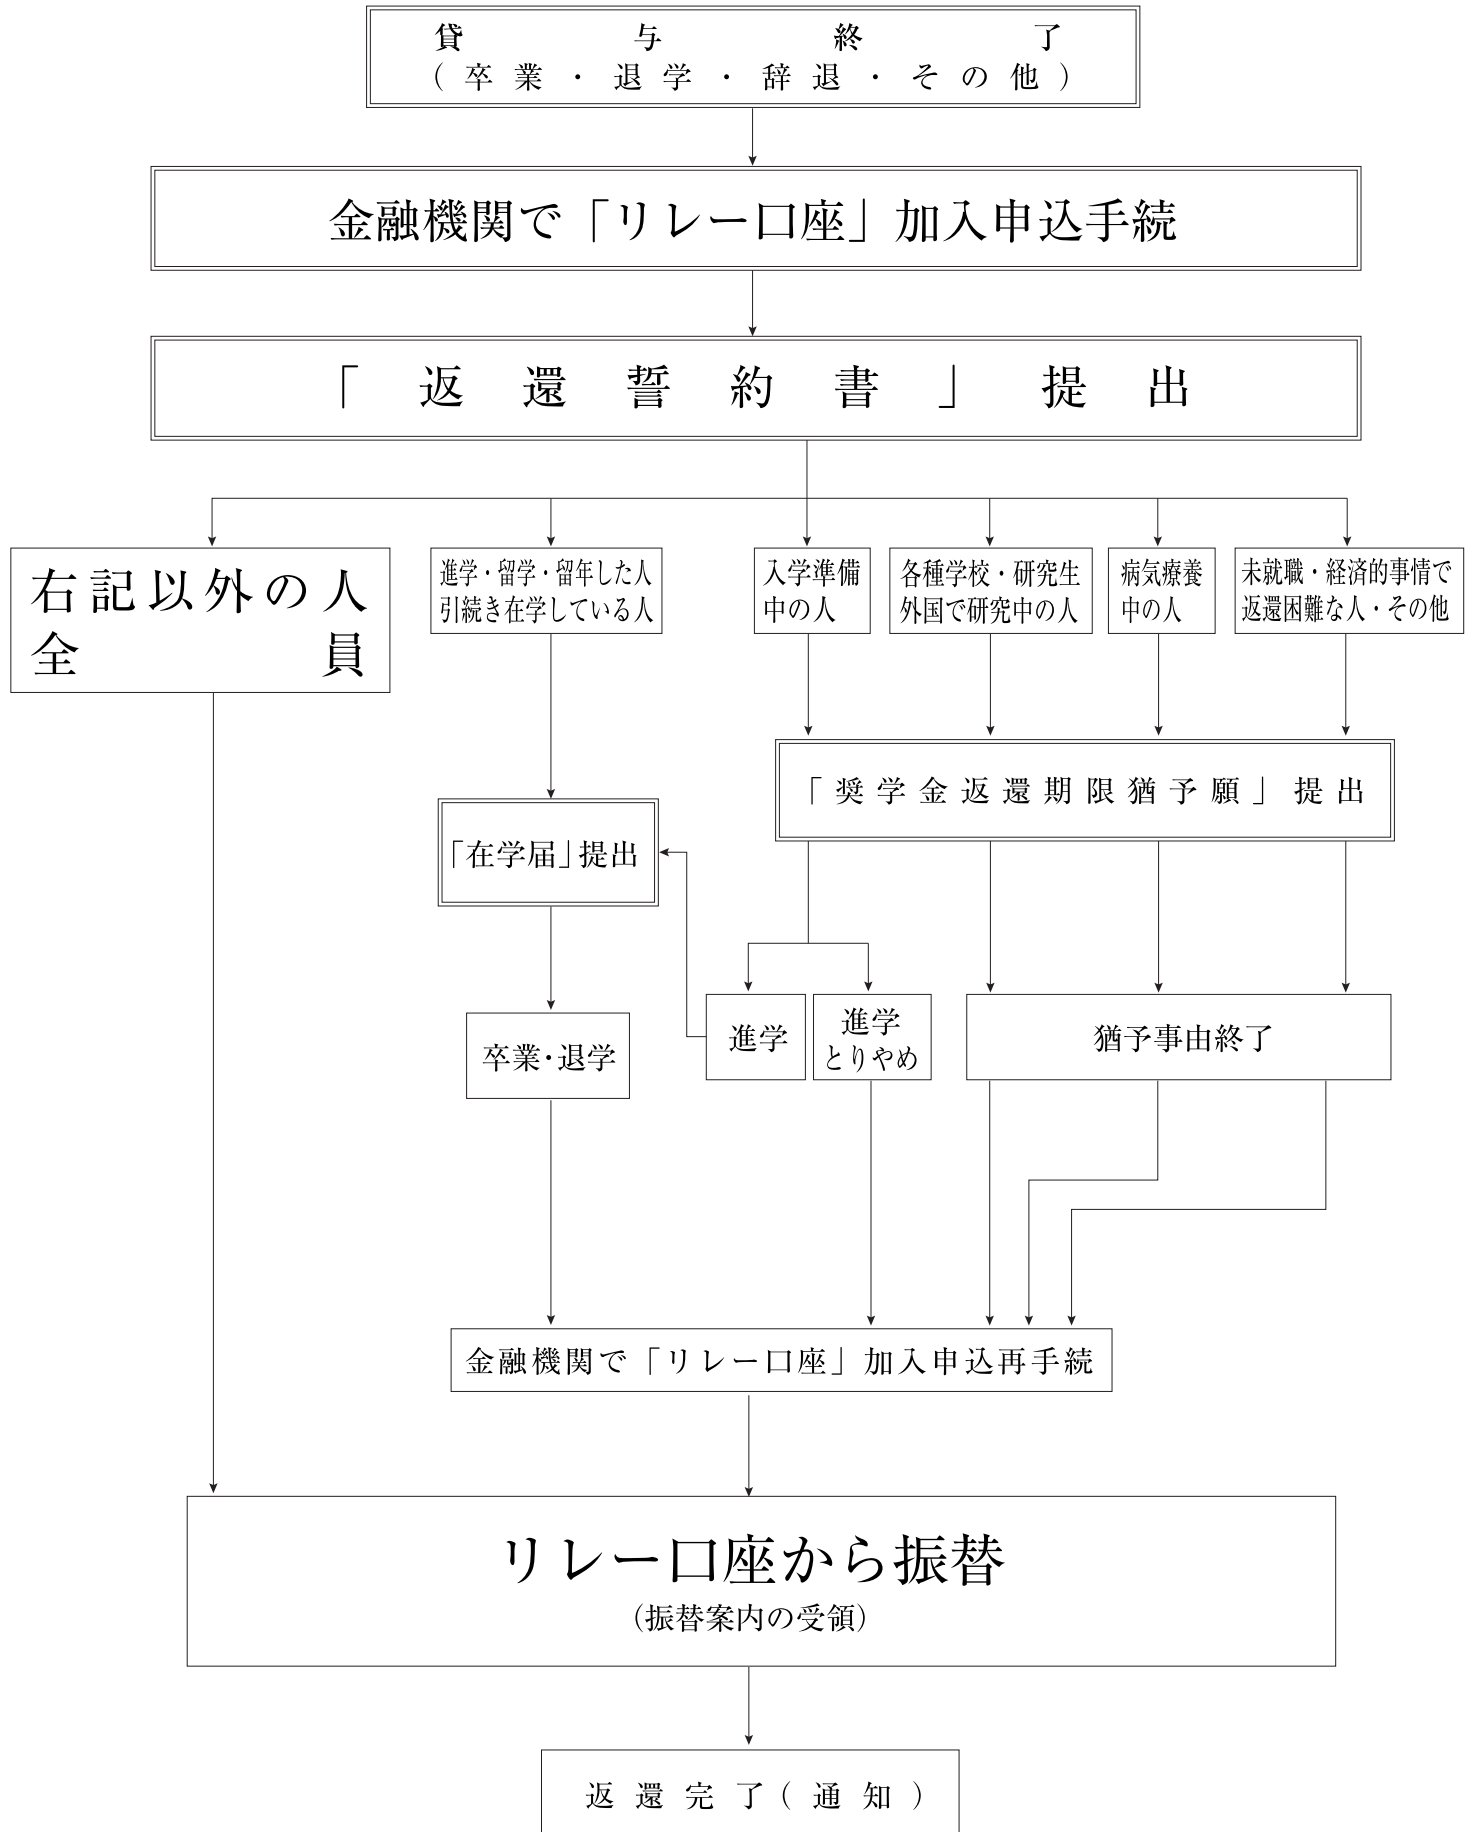 貸与終了
(卒業・退学・辞退・その他)
金融機関で「リレー口座」加入申込手続
「返還誓約書」提出
右記以外の人
全員
進学・留学・留年した人
引続き在学している人
入学準備
中の人
各種学校・研究生
外国で研究中の人
病気療養
中の人
未就職・経済的事情で
返還困難な人・その他
「奨学金返還期限猶予願」提出
「在学届」提出
進学
進学
とりやめ
猶予事由終了
卒業・退学
金融機関で「リレー口座」加入申込再手続
リレー口座から振替
(振替案内の受領)
返還完了(通知)